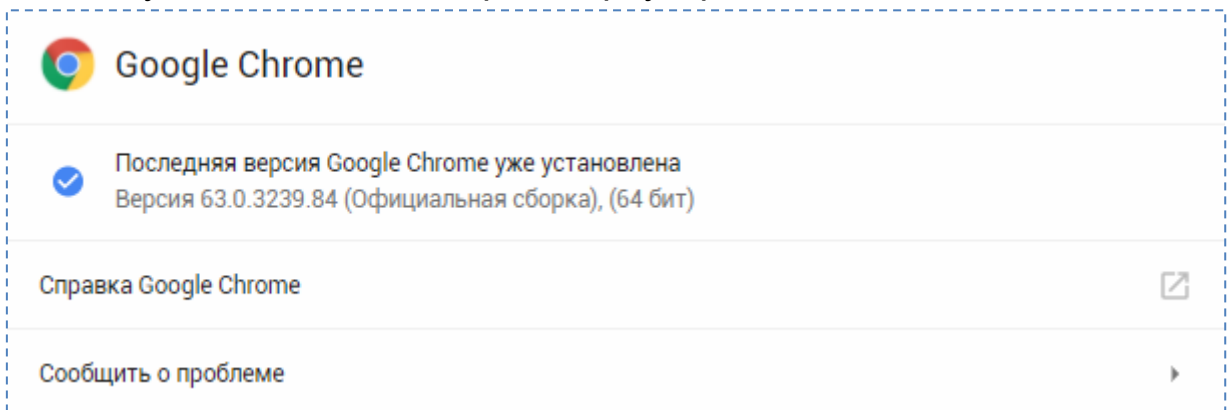 Google Chrome
Последняя версия Google Chrome уже установлена
Версия 63.0.3239.84 (Официальная сборка), (64 бит)
Справка Google Chrome
Сообщить о проблеме